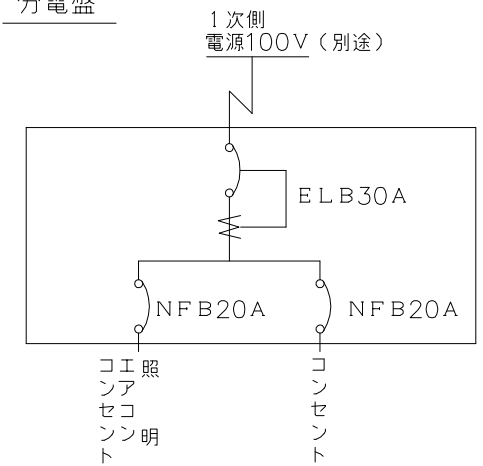 分電盤
1次側
電源100V（別途）
ELB30A
NFB20A
NFB20A
照明
エアコン
コンセント
コンセント